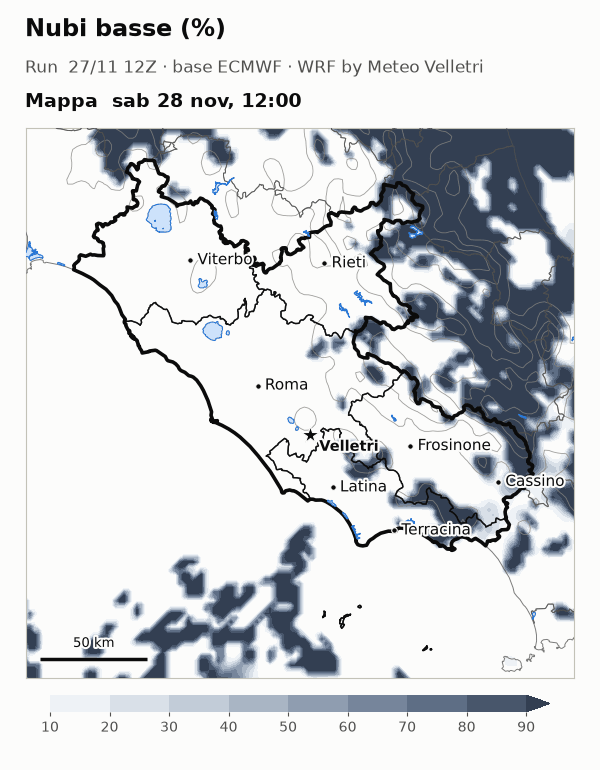 Nubi basse (%)
Run  27/11 12Z · base ECMWF · WRF by Meteo Velletri
Mappa  sab 28 nov, 12:00
Viterbo
Rieti
Roma
Velletri
Frosinone
Cassino
Latina
Terracina
50 km
10 20 30 40 50 60 70 80 90